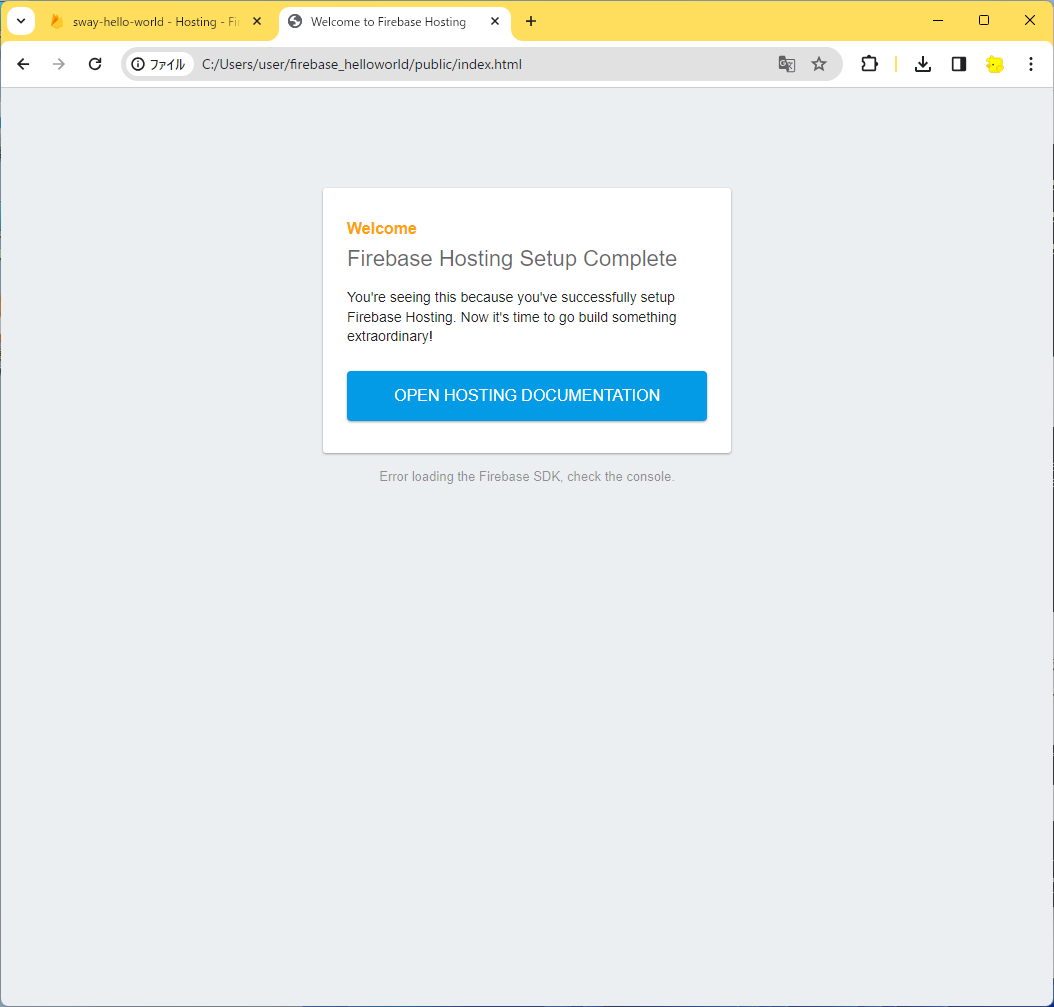 sway-hello-world - Hosting - Fi
Welcome to Firebase Hosting
ファイル
C:/Users/user/firebase_helloworld/public/index.html
Welcome
Firebase Hosting Setup Complete
You're seeing this because you've successfully setup
Firebase Hosting. Now it's time to go build something
extraordinary!
OPEN HOSTING DOCUMENTATION
Error loading the Firebase SDK, check the console.